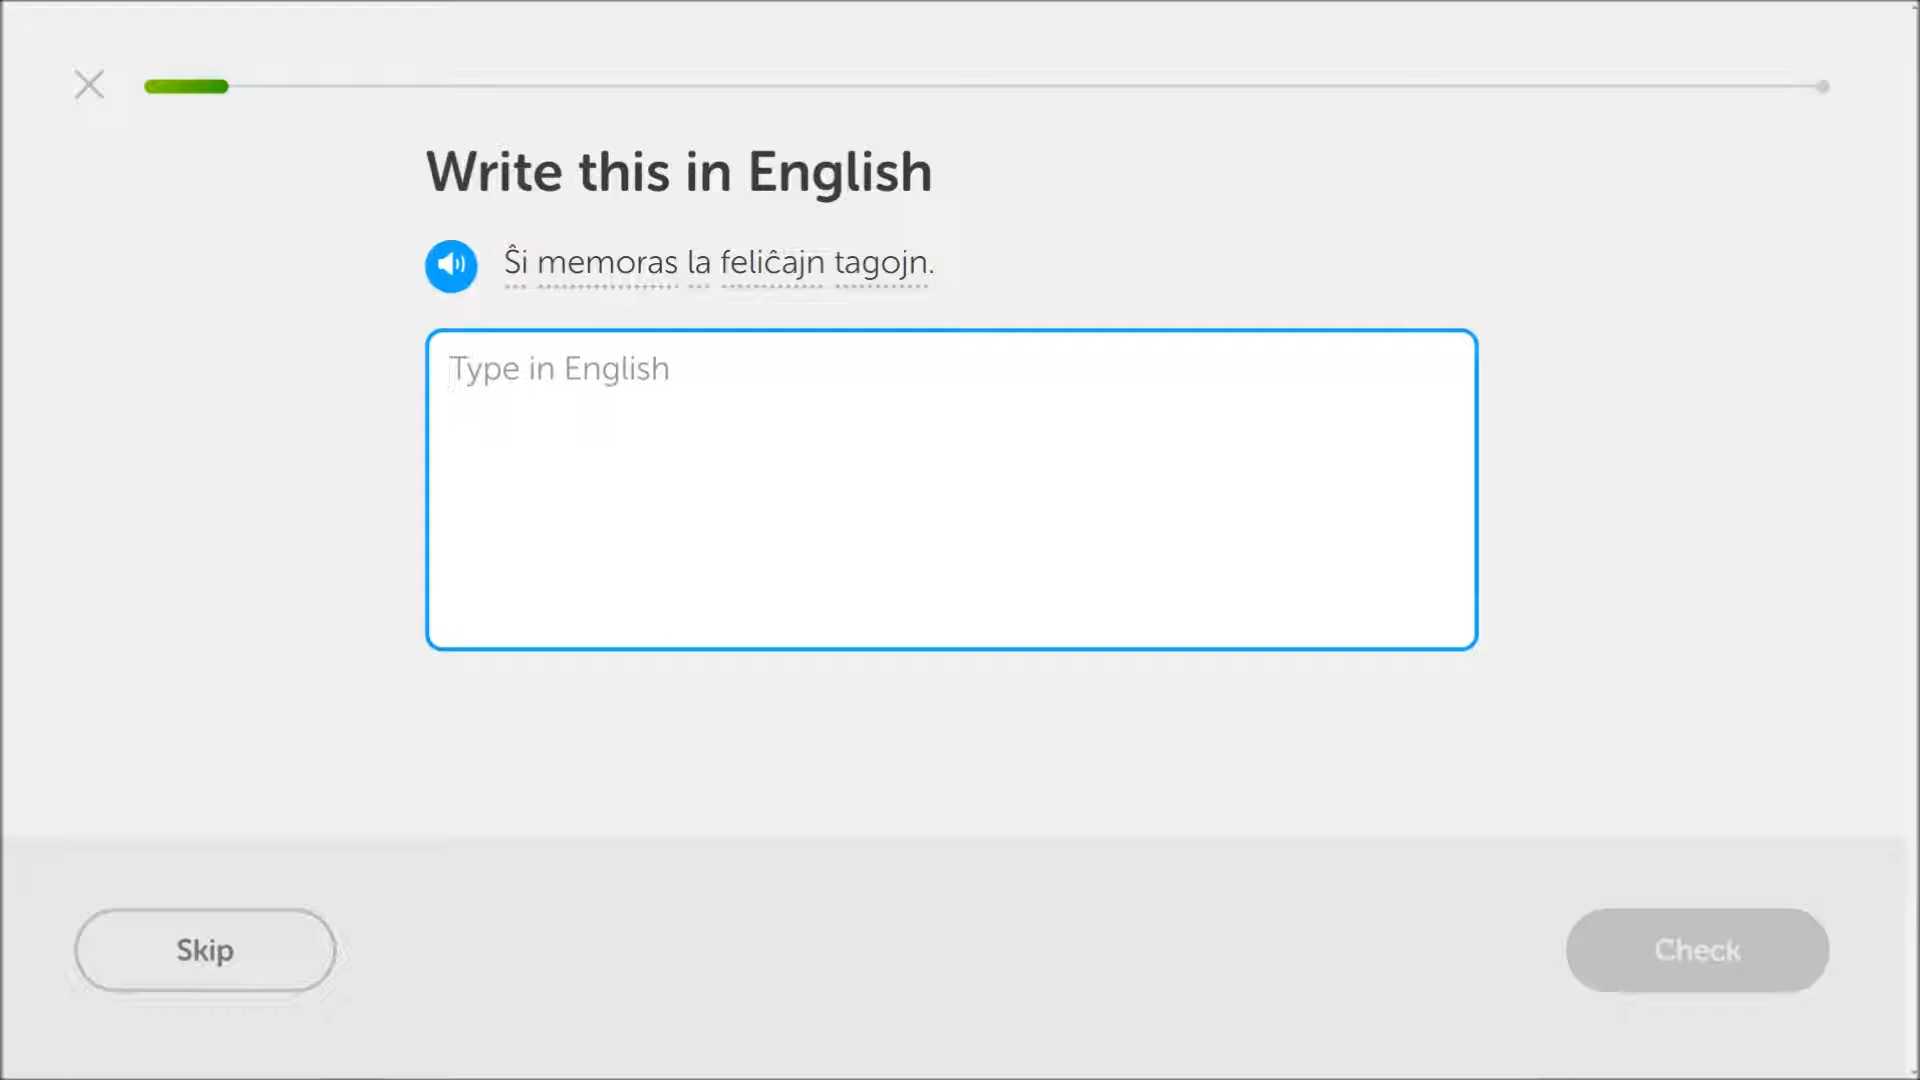 Write this in English
Ŝi memoras la feliĉajn tagojn.
Type in English
Skip
Check